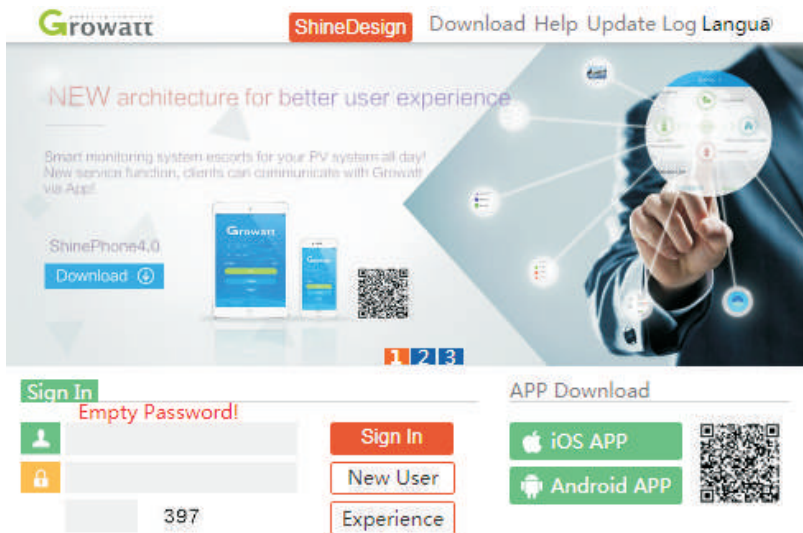 Growatt
ShineDesign Download Help Update Log Langua
NEW architecture for better user experience
Smart monitoring system escorts for your PV system all day!
New service function, clients can communicate with Growatt
via App!
ShinePhone4.0
Download
Growatt
1 2 3
Sign In
APP Download
Empty Password!
Sign In
iOS APP
New User
Android APP
397
Experience